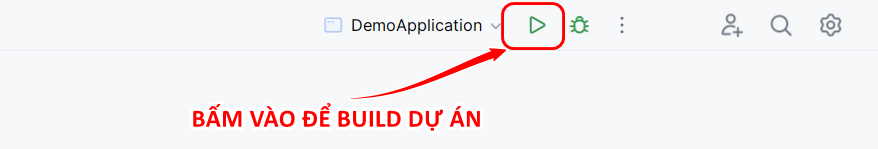 DemoApplication
BẤM VÀO ĐỂ BUILD DỰ ÁN